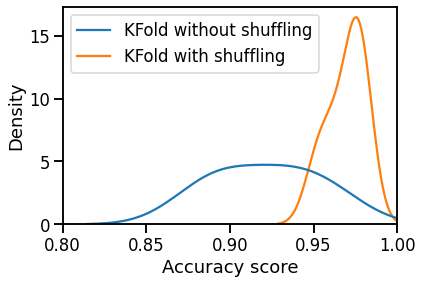 KFold without shuffling
KFold with shuffling
Density
15
10
5
0
0.80 0.85 0.90 0.95 1.00
Accuracy score